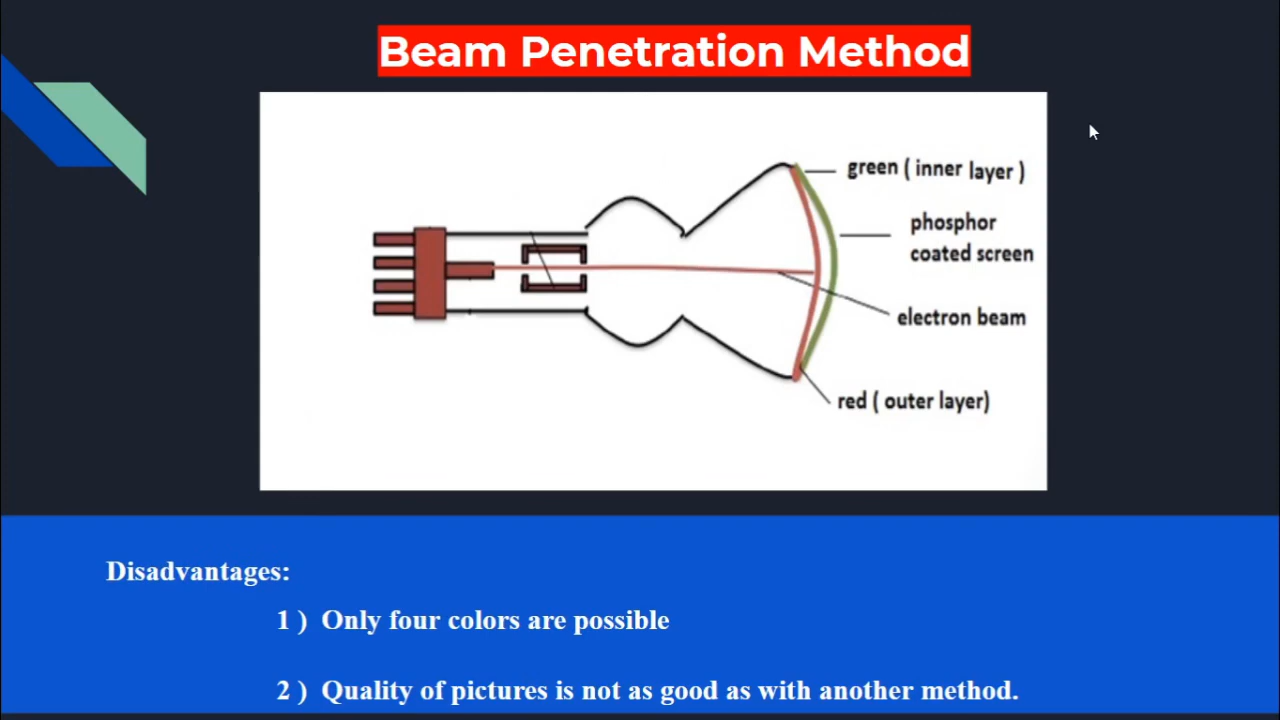 Beam Penetration Method
green ( inner layer )
phosphor
coated screen
electron beam
red ( outer layer)
Disadvantages:
1 ) Only four colors are possible
2 ) Quality of pictures is not as good as with another method.